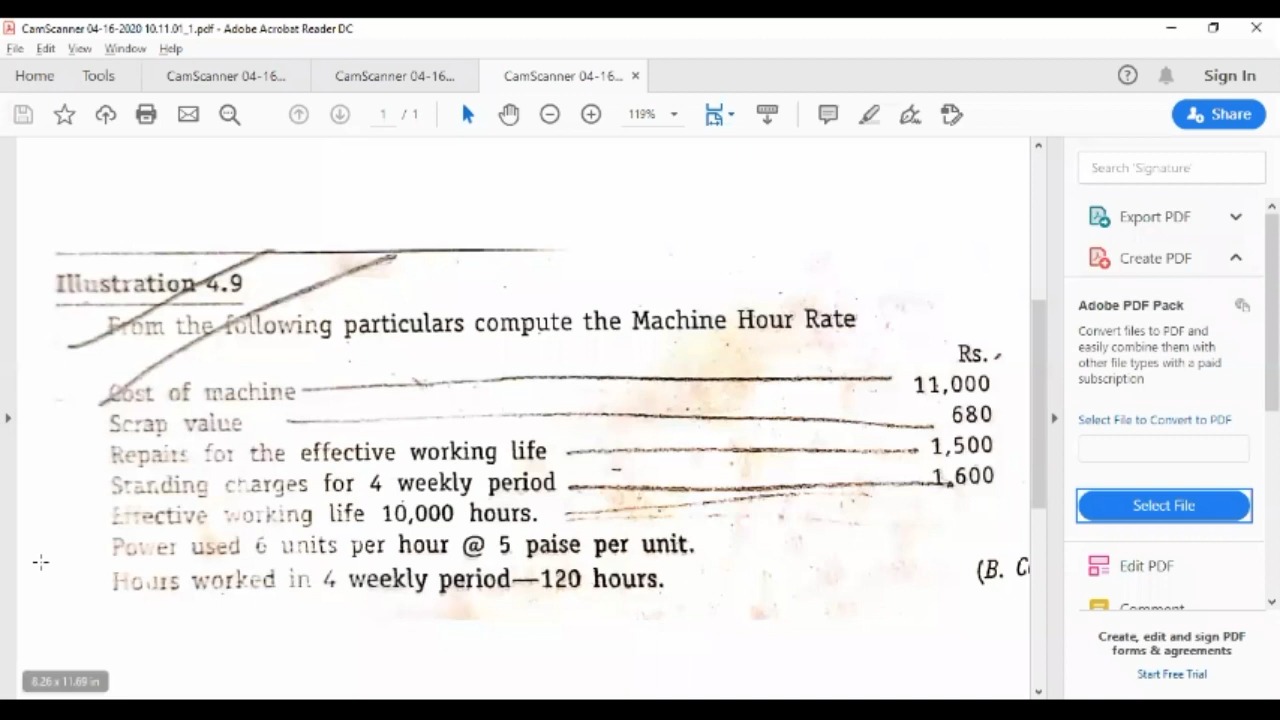 CamScanner 04-16-2020 10.11.01_1.pdf - Adobe Acrobat Reader DC
File Edit View Window Help
Home Tools CamScanner 04-16... CamScanner 04-16... CamScanner 04-16... × Sign In
1 / 1 119% Share
Search 'Signature'
Export PDF
Create PDF
Adobe PDF Pack
Convert files to PDF and
easily combine them with
other file types with a paid
subscription
Select File to Convert to PDF
Select File
Edit PDF
Comment
Create, edit and sign PDF
forms & agreements
Start Free Trial
Illustration 4.9
From the following particulars compute the Machine Hour Rate
Rs.
Cost of machine 11,000
Scrap value 680
Repairs for the effective working life 1,500
Standing charges for 4 weekly period 1,600
Effective working life 10,000 hours.
Power used 6 units per hour @ 5 paise per unit.
Hours worked in 4 weekly period—120 hours.
(B. C
8.26 x 11.69 in